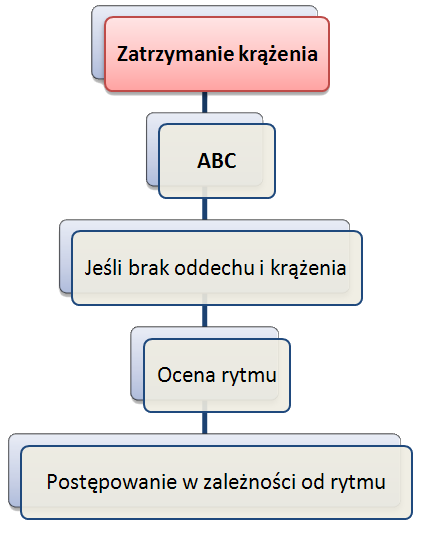 Zatrzymanie krążenia
ABC
Jeśli brak oddechu i krążenia
Ocena rytmu
Postępowanie w zależności od rytmu